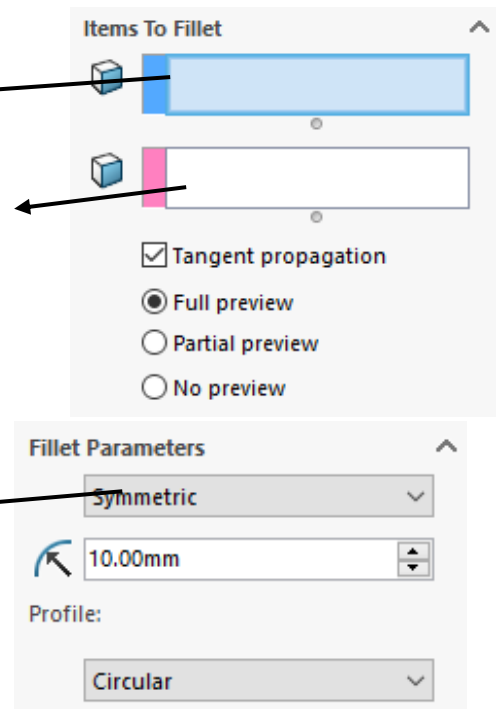 Items To Fillet
Tangent propagation
Full preview
Partial preview
No preview
Fillet Parameters
Symmetric
10.00mm
Profile:
Circular